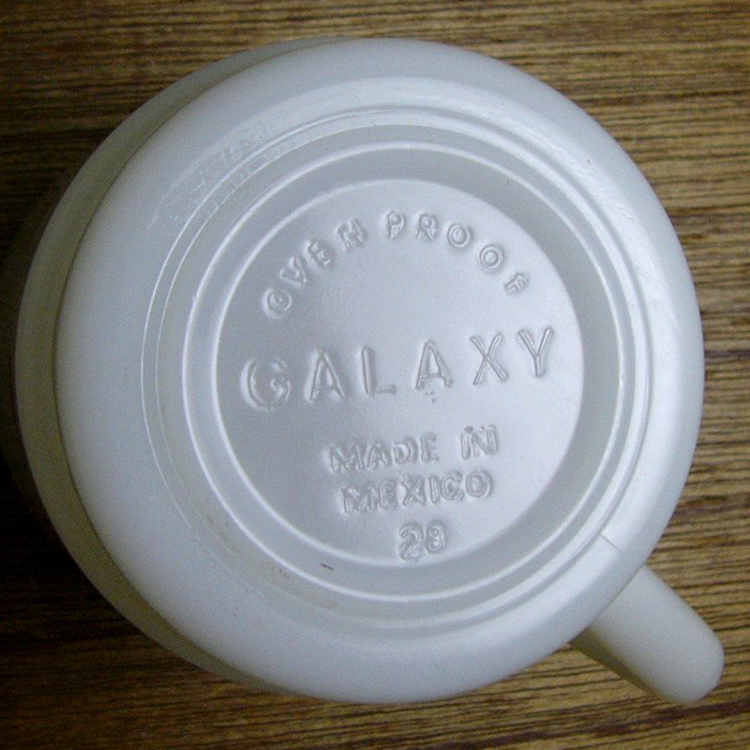 OVEN PROOF
GALAXY
MADE IN
MEXICO
28